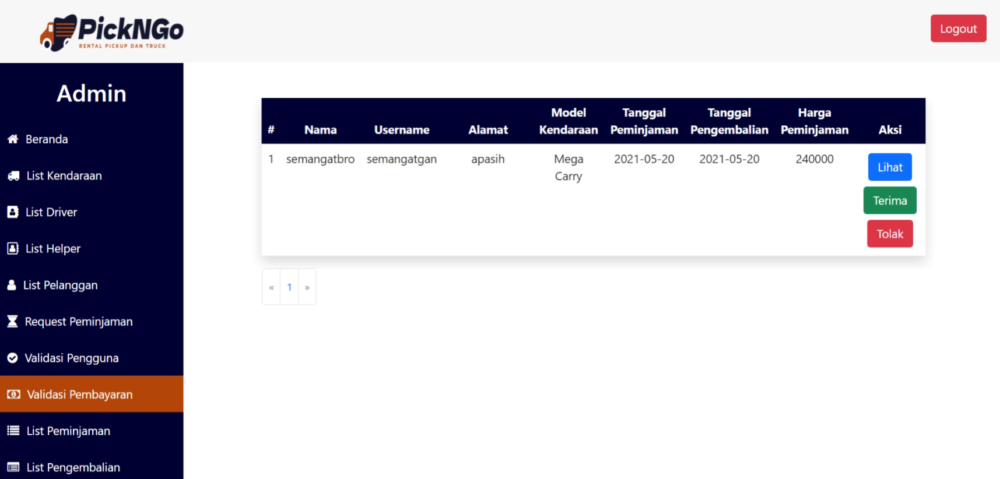 PickNGo
RENTAL PICKUP DAN TRUCK
Logout
Admin
Beranda
List Kendaraan
List Driver
List Helper
List Pelanggan
Request Peminjaman
Validasi Pengguna
Validasi Pembayaran
List Peminjaman
List Pengembalian
# Nama Username Alamat Model Kendaraan Tanggal Peminjaman Tanggal Pengembalian Harga Peminjaman Aksi
1 semangatbro semangatgan apasih Mega Carry 2021-05-20 2021-05-20 240000
Lihat
Terima
Tolak
« 1 »